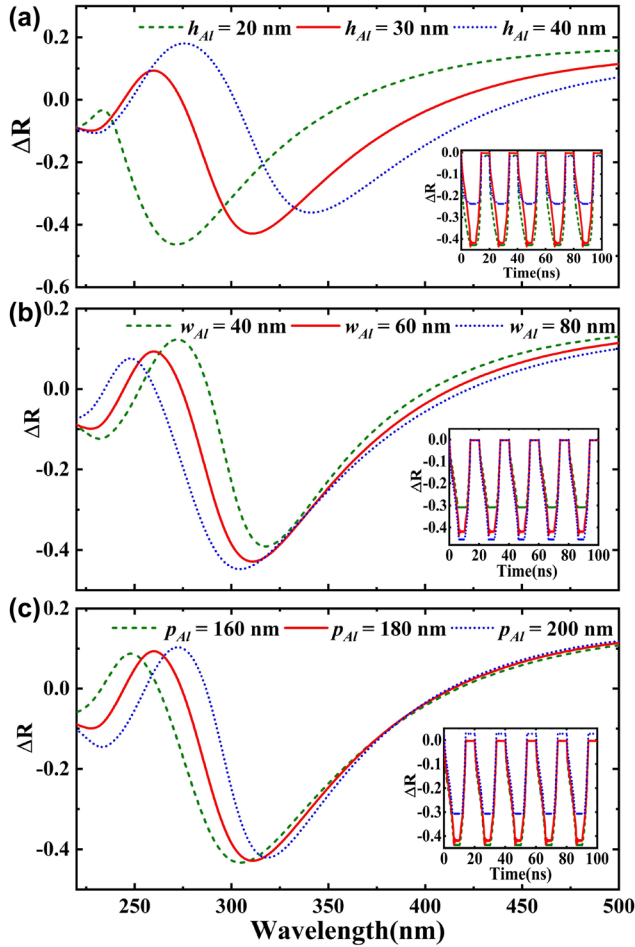 (a)
h_Al = 20 nm h_Al = 30 nm h_Al = 40 nm
0.2
0.0
-0.2
-0.4
-0.6
ΔR
0.0
-0.1
-0.2
-0.3
-0.4
ΔR
0 20 40 60 80 100
Time(ns)
(b)
w_Al = 40 nm w_Al = 60 nm w_Al = 80 nm
0.2
0.0
-0.2
-0.4
ΔR
0.0
-0.1
-0.2
-0.3
-0.4
ΔR
0 20 40 60 80 100
Time(ns)
(c)
p_Al = 160 nm p_Al = 180 nm p_Al = 200 nm
0.2
0.0
-0.2
-0.4
ΔR
0.0
-0.1
-0.2
-0.3
-0.4
ΔR
0 20 40 60 80 100
Time(ns)
250 275 300 325 350 375 400 425 450 475 500
Wavelength(nm)